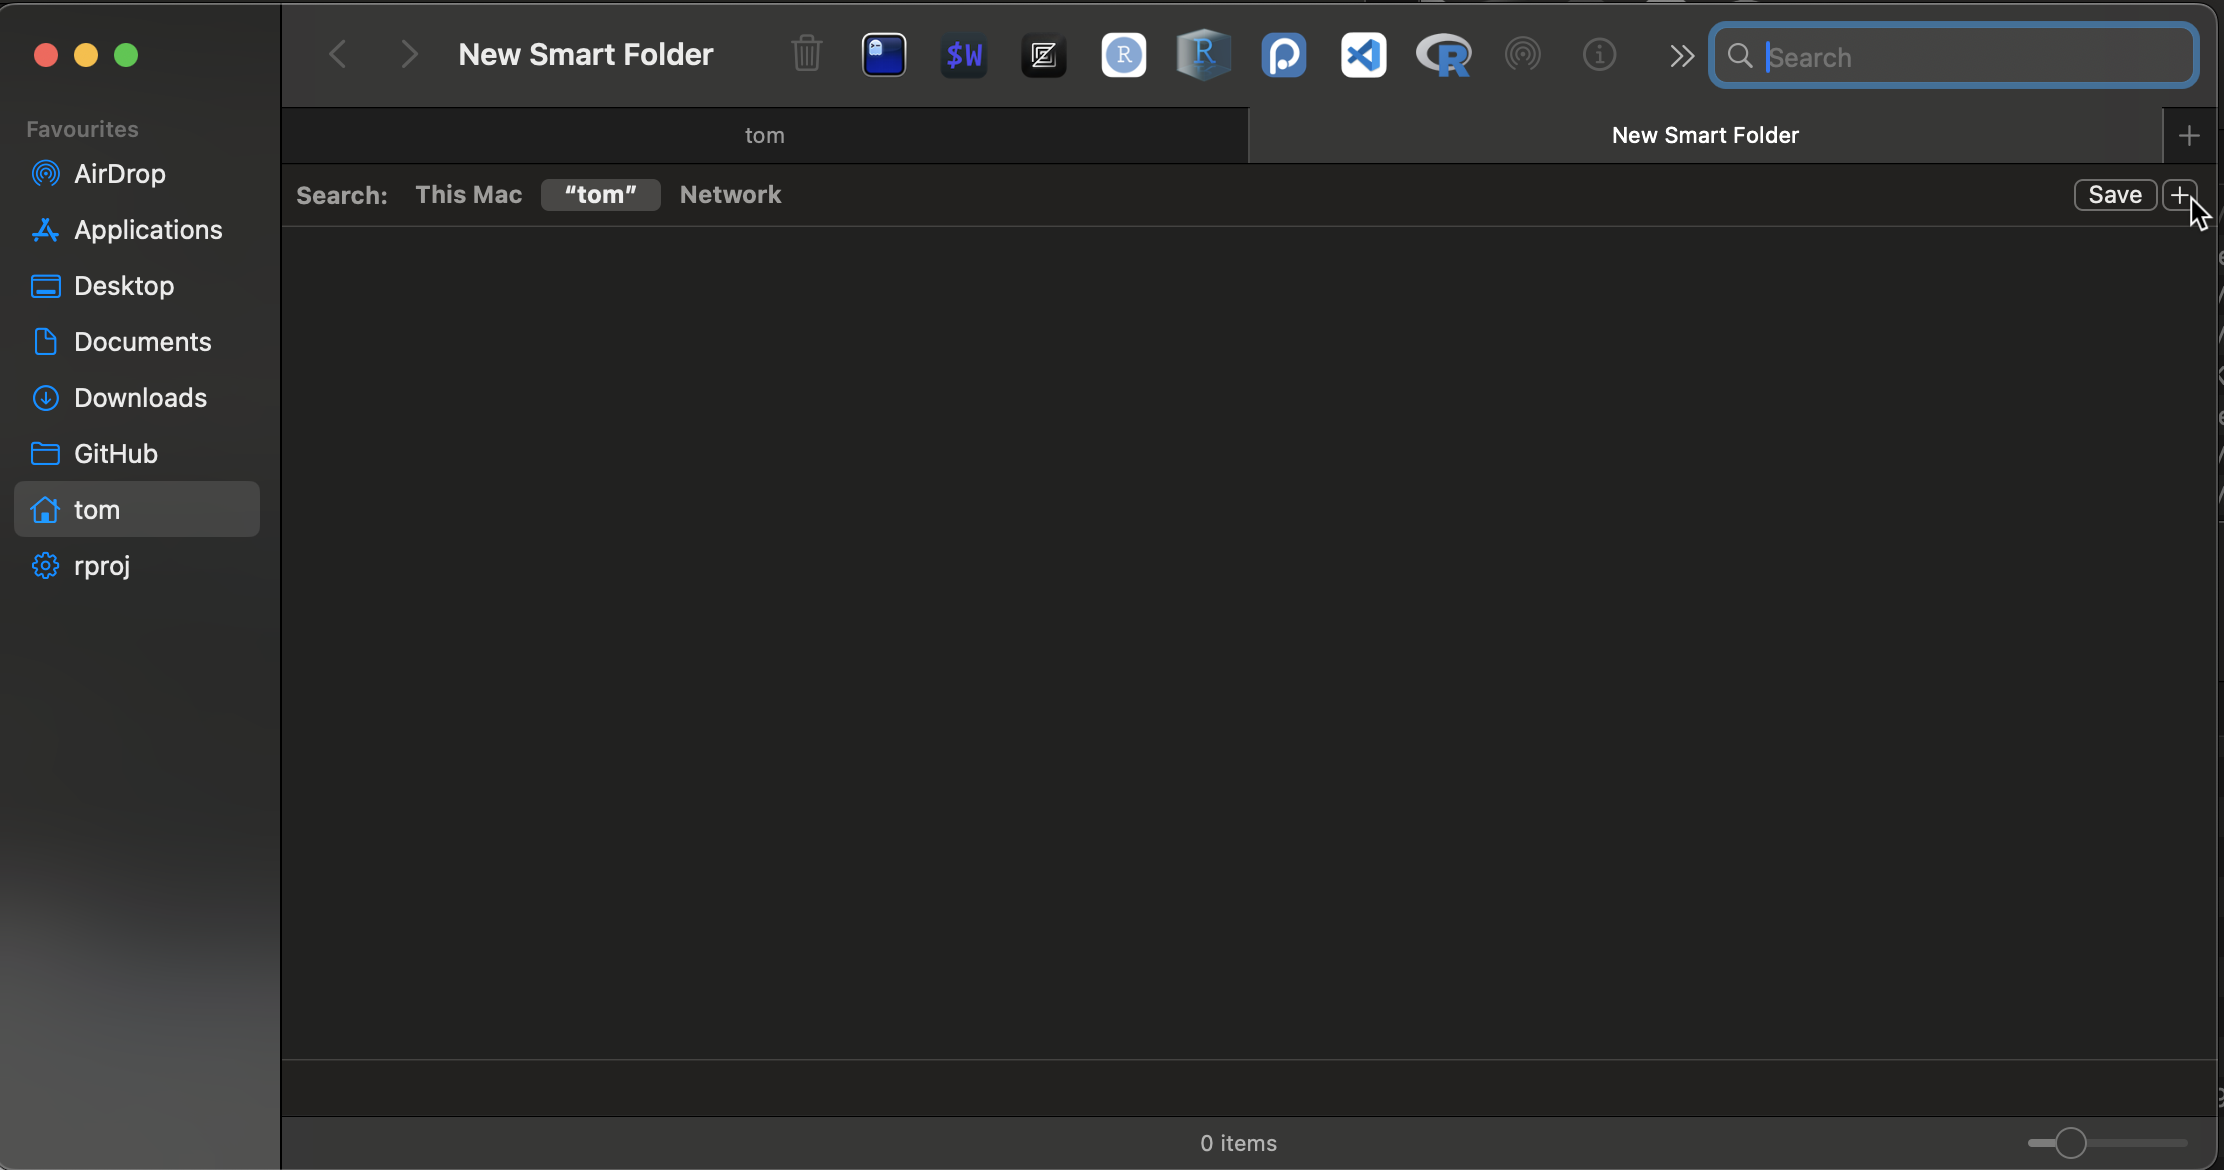 New Smart Folder
$W
R
R
R
Search
tom
New Smart Folder
Favourites
AirDrop
Applications
Desktop
Documents
Downloads
GitHub
tom
rproj
Search: This Mac “tom” Network
Save
0 items